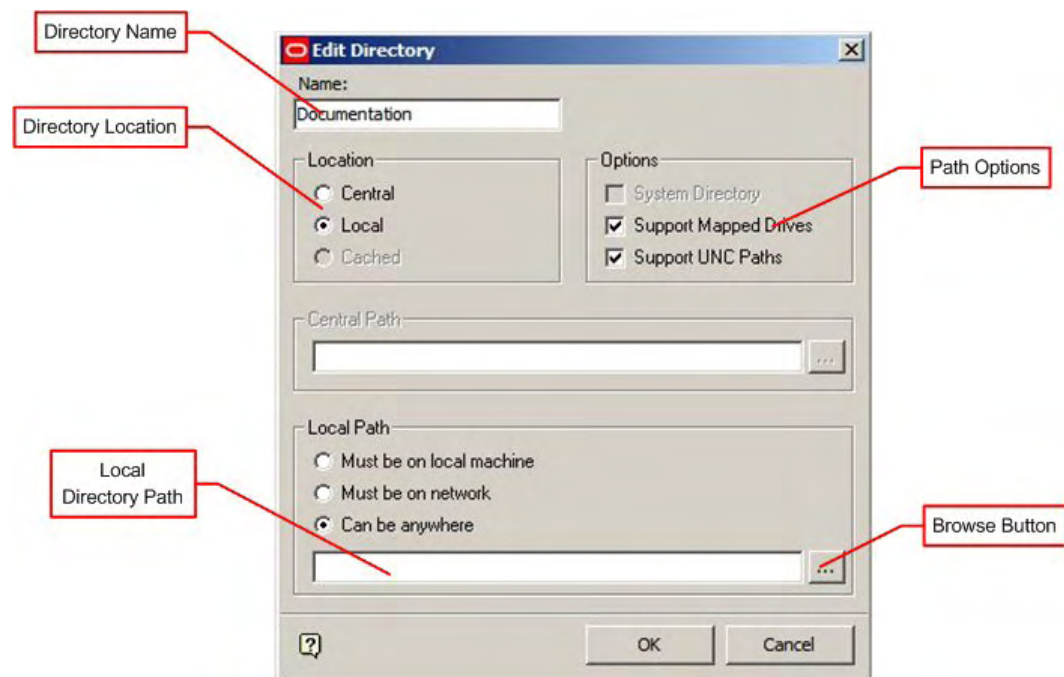 Directory Name
Edit Directory
Name:
Documentation
Directory Location
Location
Central
Local
Cached
Options
System Directory
Support Mapped Drives
Support UNC Paths
Path Options
Central Path
...
Local Path
Must be on local machine
Must be on network
Can be anywhere
Local
Directory Path
...
Browse Button
?
OK
Cancel